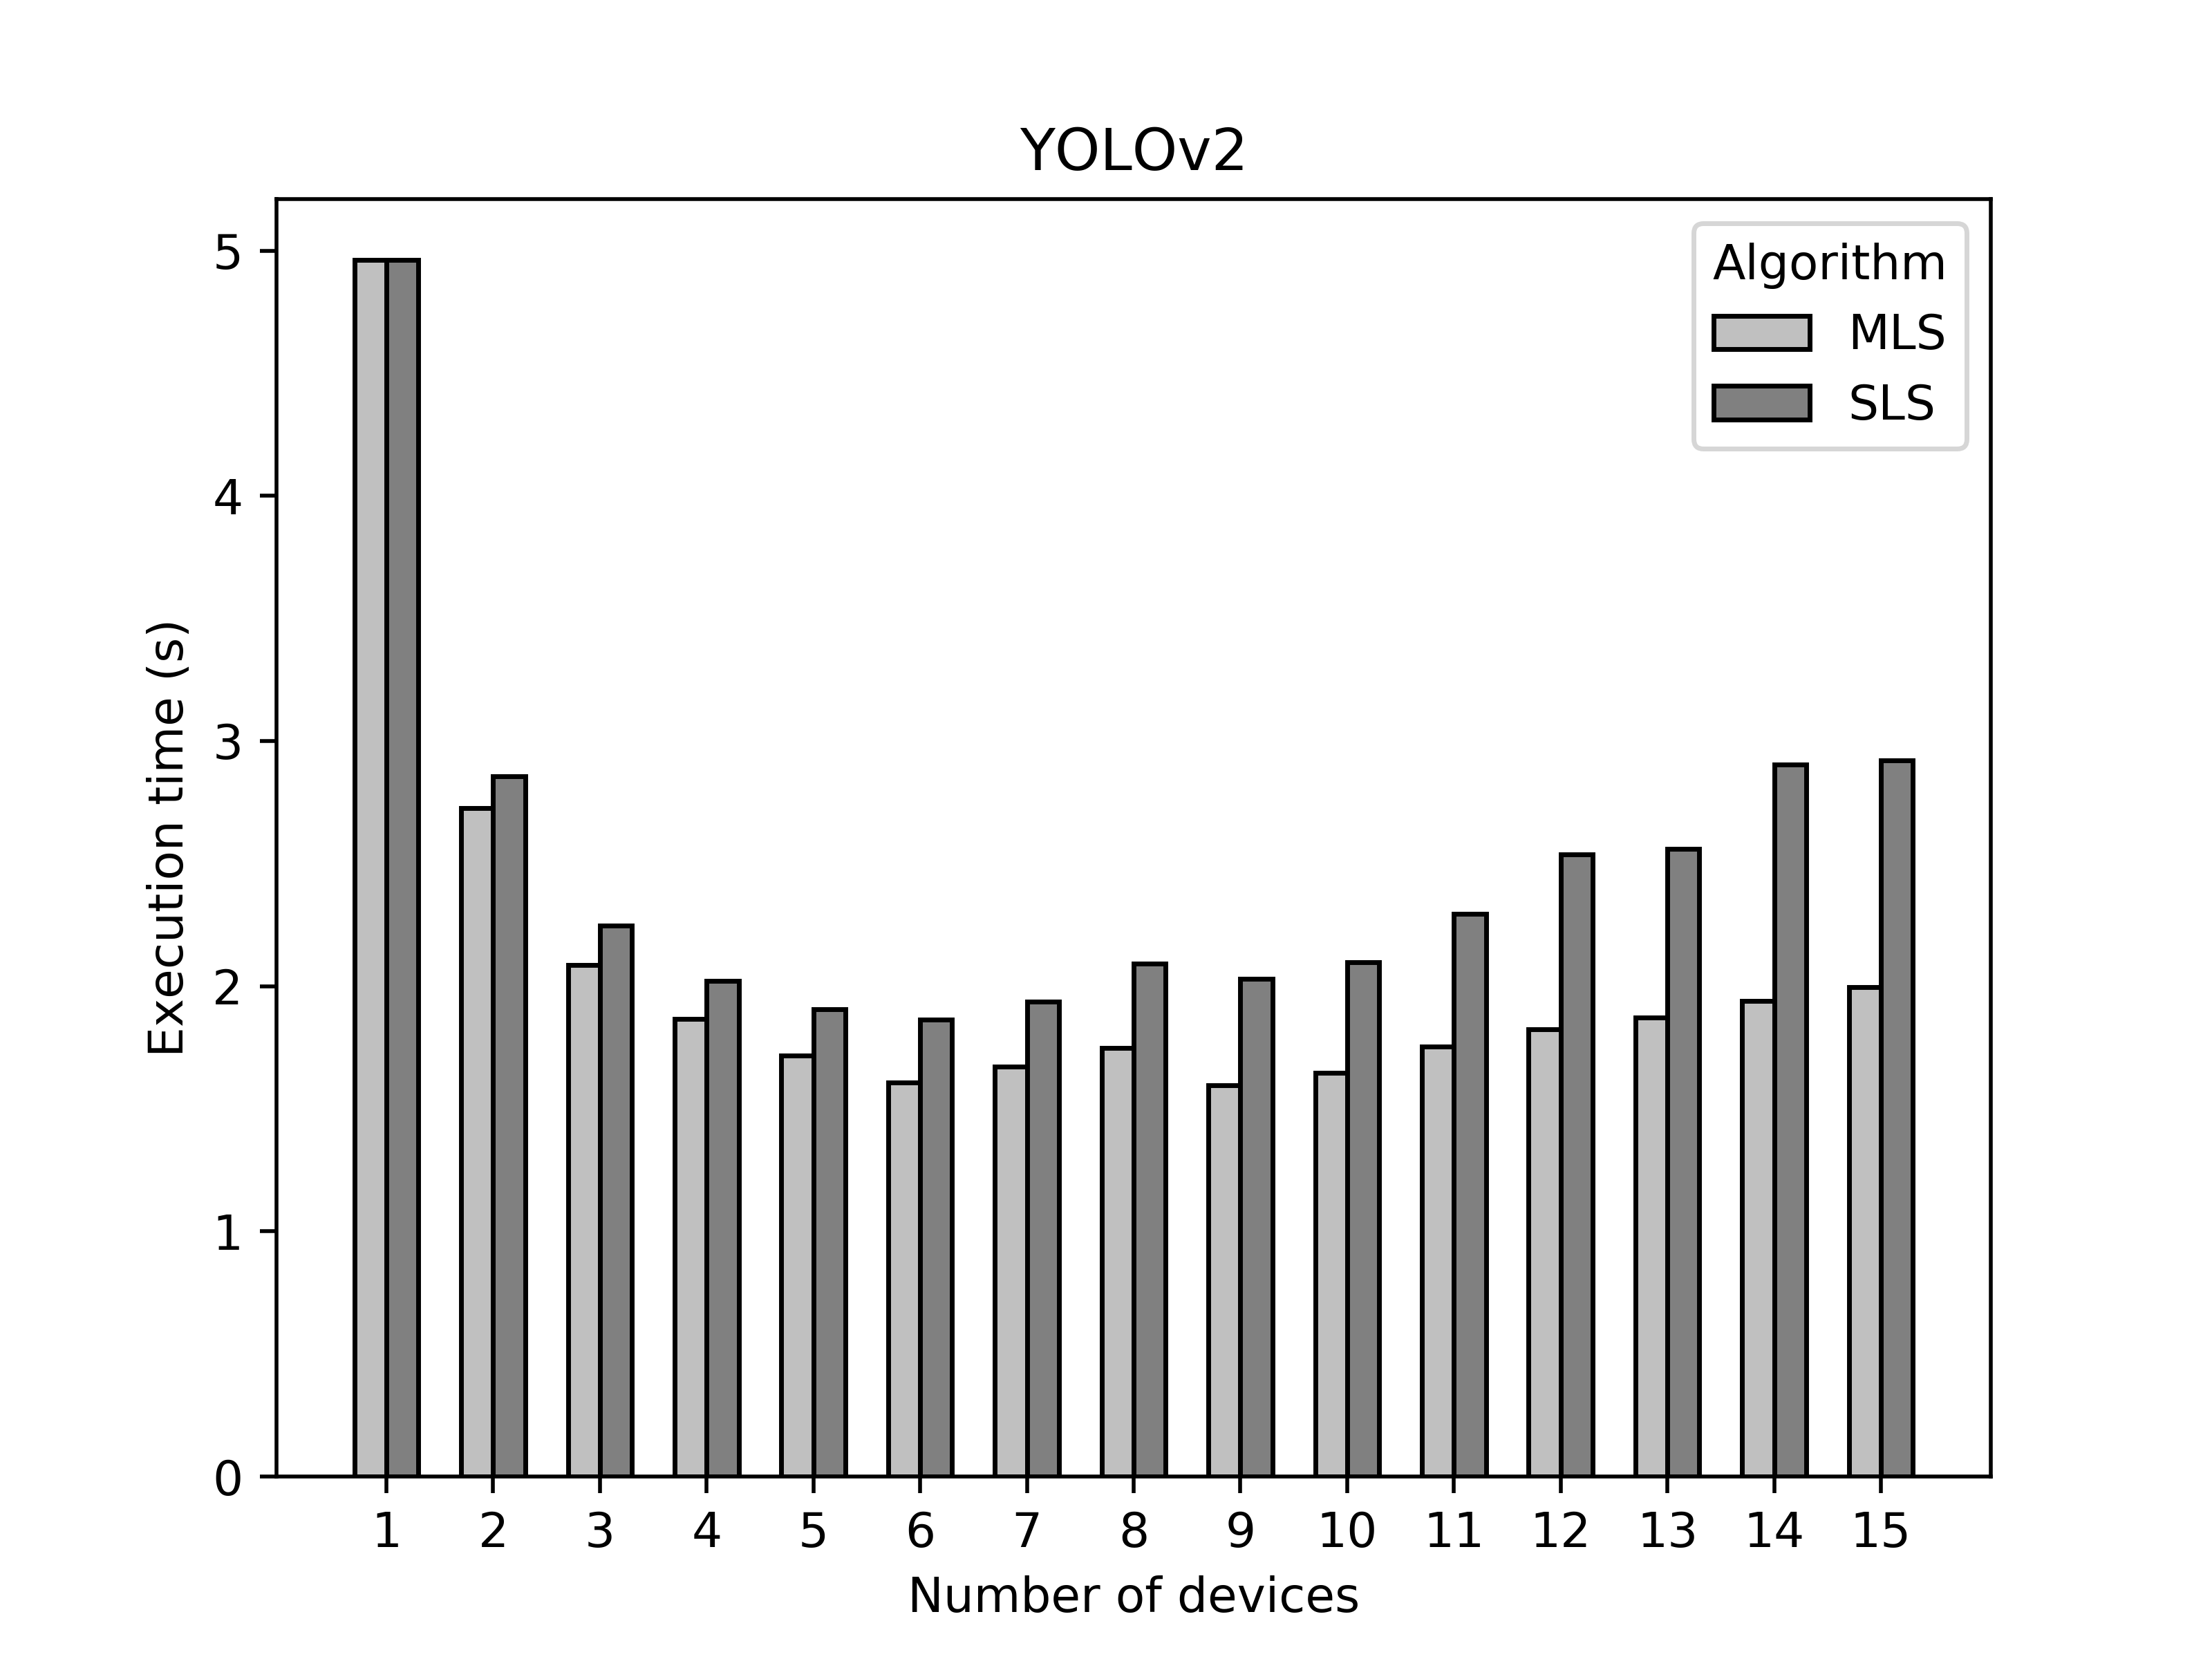 YOLOv2
Algorithm
MLS
SLS
Execution time (s)
5
4
3
2
1
0
1 2 3 4 5 6 7 8 9 10 11 12 13 14 15
Number of devices